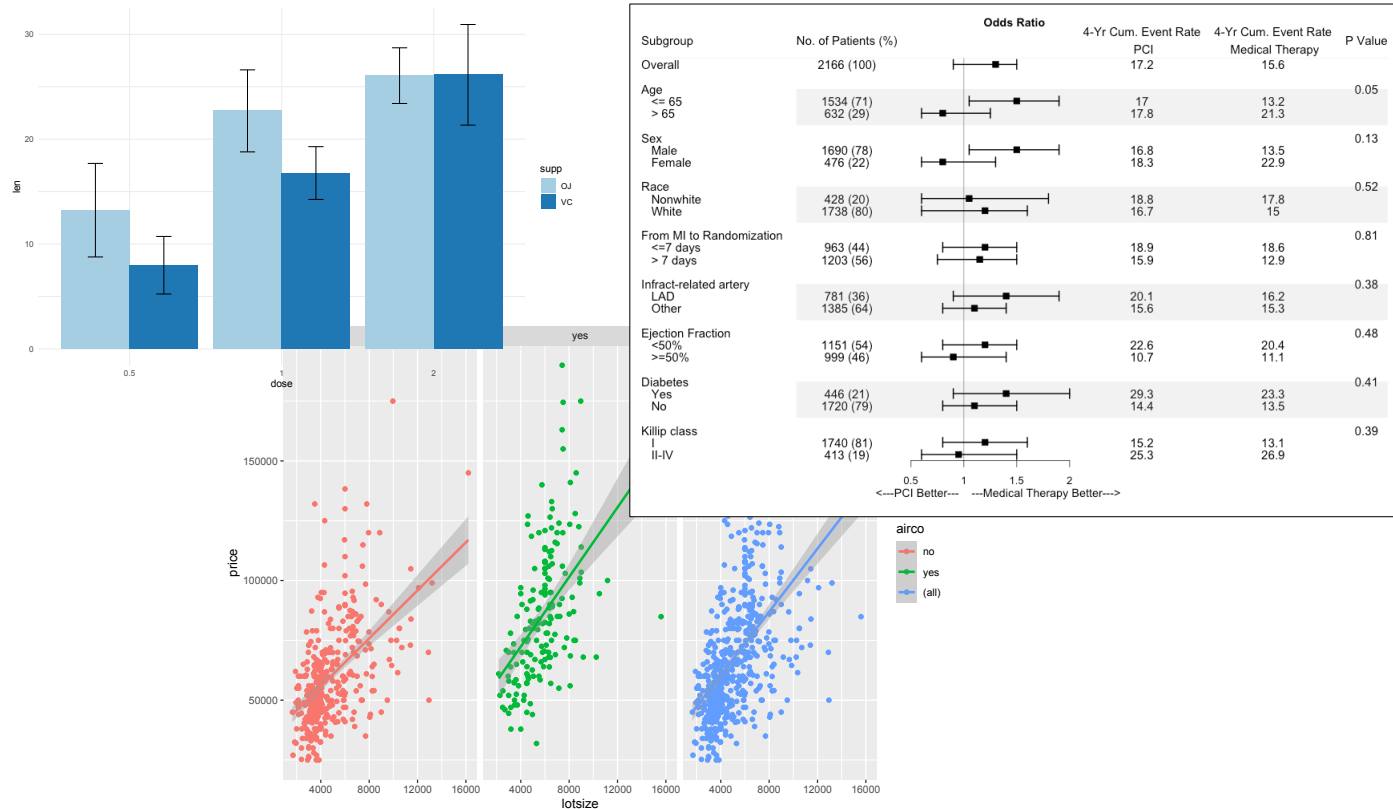 30
20
10
0
len
0.5
1
2
dose
supp
OJ
VC
Odds Ratio
4-Yr Cum. Event Rate 4-Yr Cum. Event Rate
Subgroup No. of Patients (%) PCI Medical Therapy P Value
Overall 2166 (100) 17.2 15.6
Age 0.05
<= 65 1534 (71) 17 13.2
> 65 632 (29) 17.8 21.3
Sex 0.13
Male 1690 (78) 16.8 13.5
Female 476 (22) 18.3 22.9
Race 0.52
Nonwhite 428 (20) 18.8 17.8
White 1738 (80) 16.7 15
From MI to Randomization 0.81
<=7 days 963 (44) 18.9 18.6
> 7 days 1203 (56) 15.9 12.9
Infract-related artery 0.38
LAD 781 (36) 20.1 16.2
Other 1385 (64) 15.6 15.3
Ejection Fraction 0.48
<50% 1151 (54) 22.6 20.4
>=50% 999 (46) 10.7 11.1
Diabetes 0.41
Yes 446 (21) 29.3 23.3
No 1720 (79) 14.4 13.5
Killip class 0.39
I 1740 (81) 15.2 13.1
II-IV 413 (19) 25.3 26.9
0.5 1 1.5 2
<---PCI Better--- ---Medical Therapy Better--->
yes
150000
100000
50000
price
4000 8000 12000 16000 4000 8000 12000 16000 4000 8000 12000 16000
lotsize
airco
no
yes
(all)